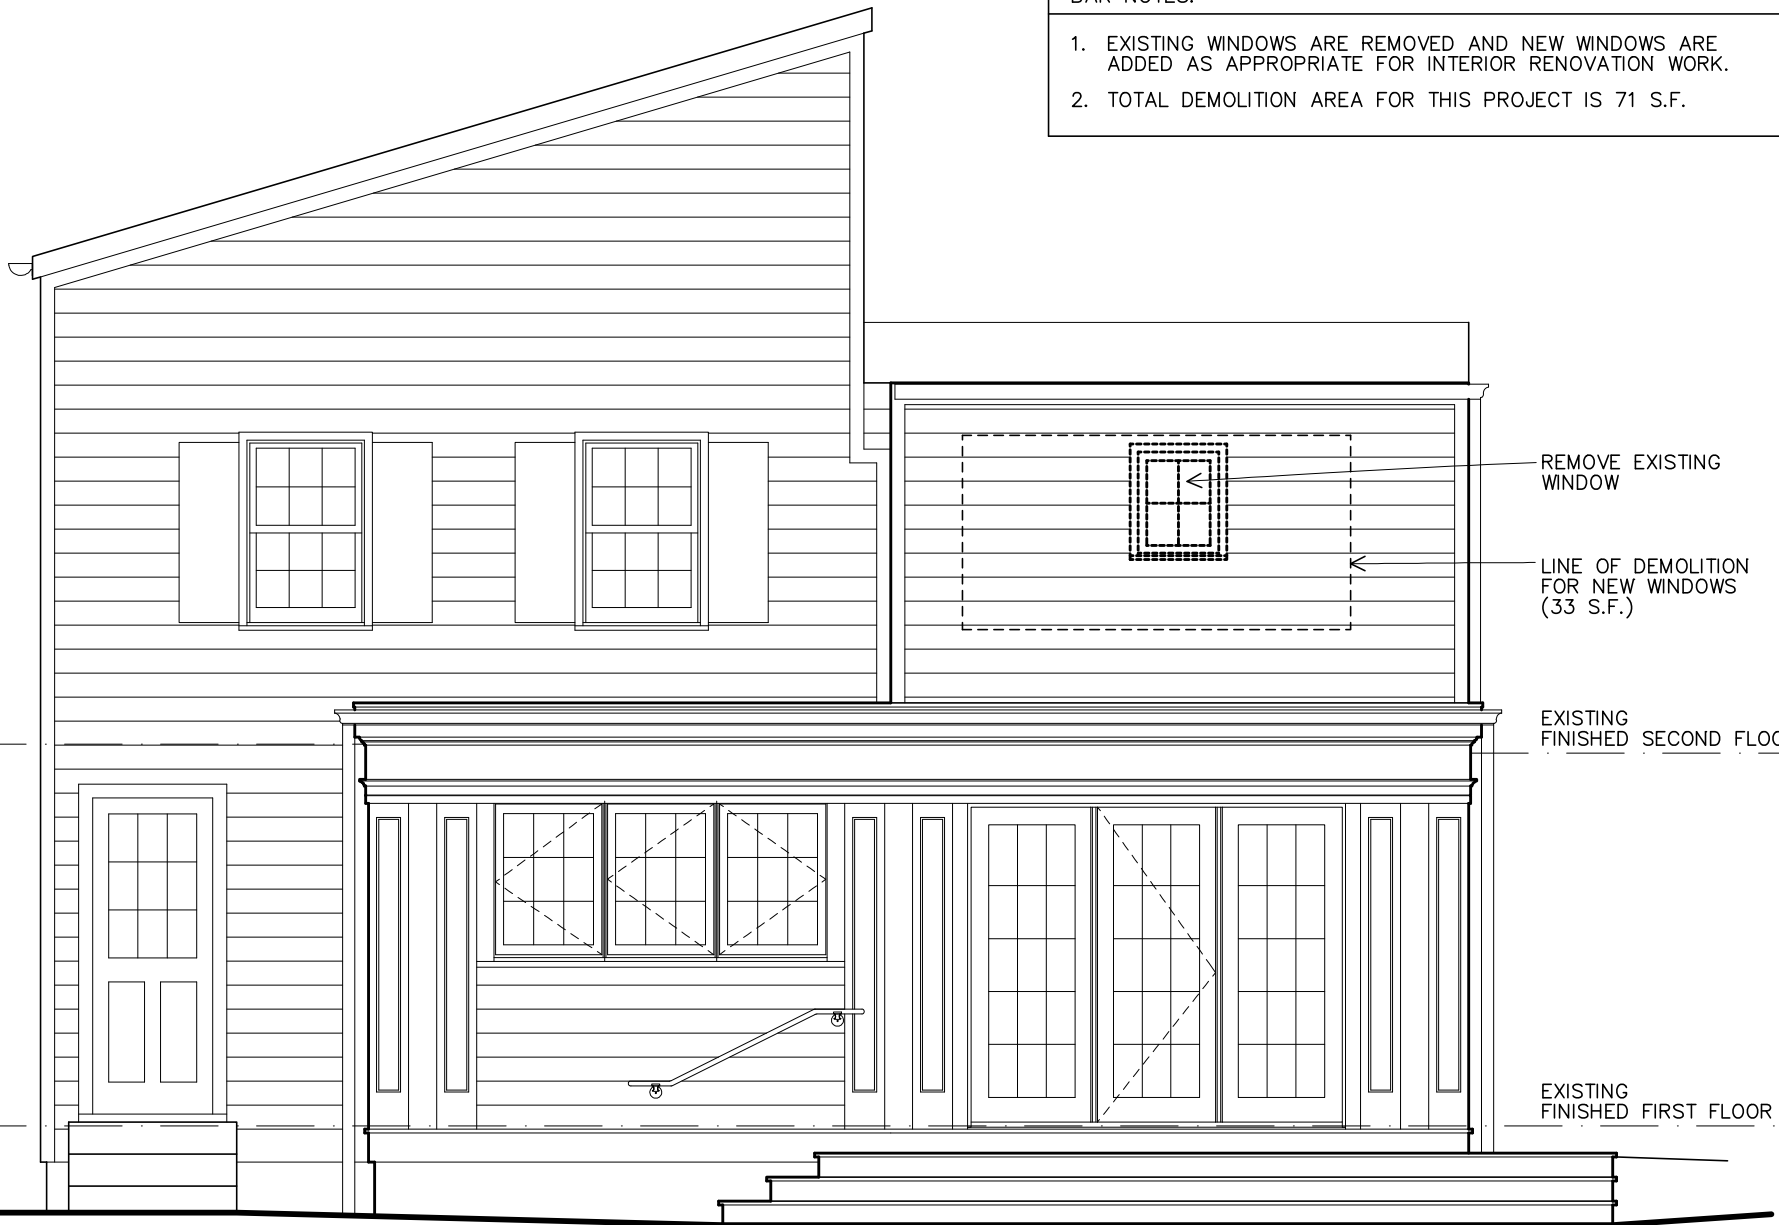 BAR NOTES:
1. EXISTING WINDOWS ARE REMOVED AND NEW WINDOWS ARE
ADDED AS APPROPRIATE FOR INTERIOR RENOVATION WORK.
2. TOTAL DEMOLITION AREA FOR THIS PROJECT IS 71 S.F.
REMOVE EXISTING
WINDOW
LINE OF DEMOLITION
FOR NEW WINDOWS
(33 S.F.)
EXISTING
FINISHED SECOND
EXISTING
FINISHED FIRST FLOOR